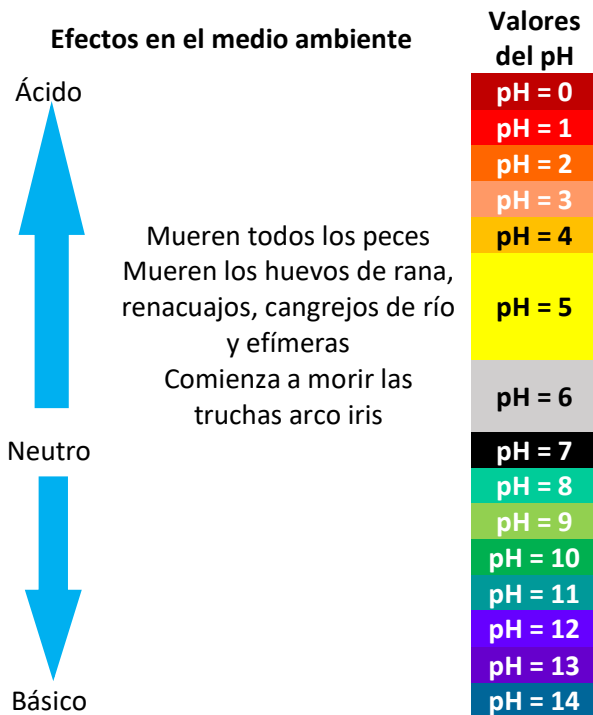 Efectos en el medio ambiente
Valores
del pH
Ácido
pH = 0
pH = 1
pH = 2
pH = 3
Mueren todos los peces
pH = 4
Mueren los huevos de rana,
renacuajos, cangrejos de río
y efímeras
pH = 5
Comienza a morir las
truchas arco iris
pH = 6
Neutro
pH = 7
pH = 8
pH = 9
pH = 10
pH = 11
pH = 12
pH = 13
Básico
pH = 14